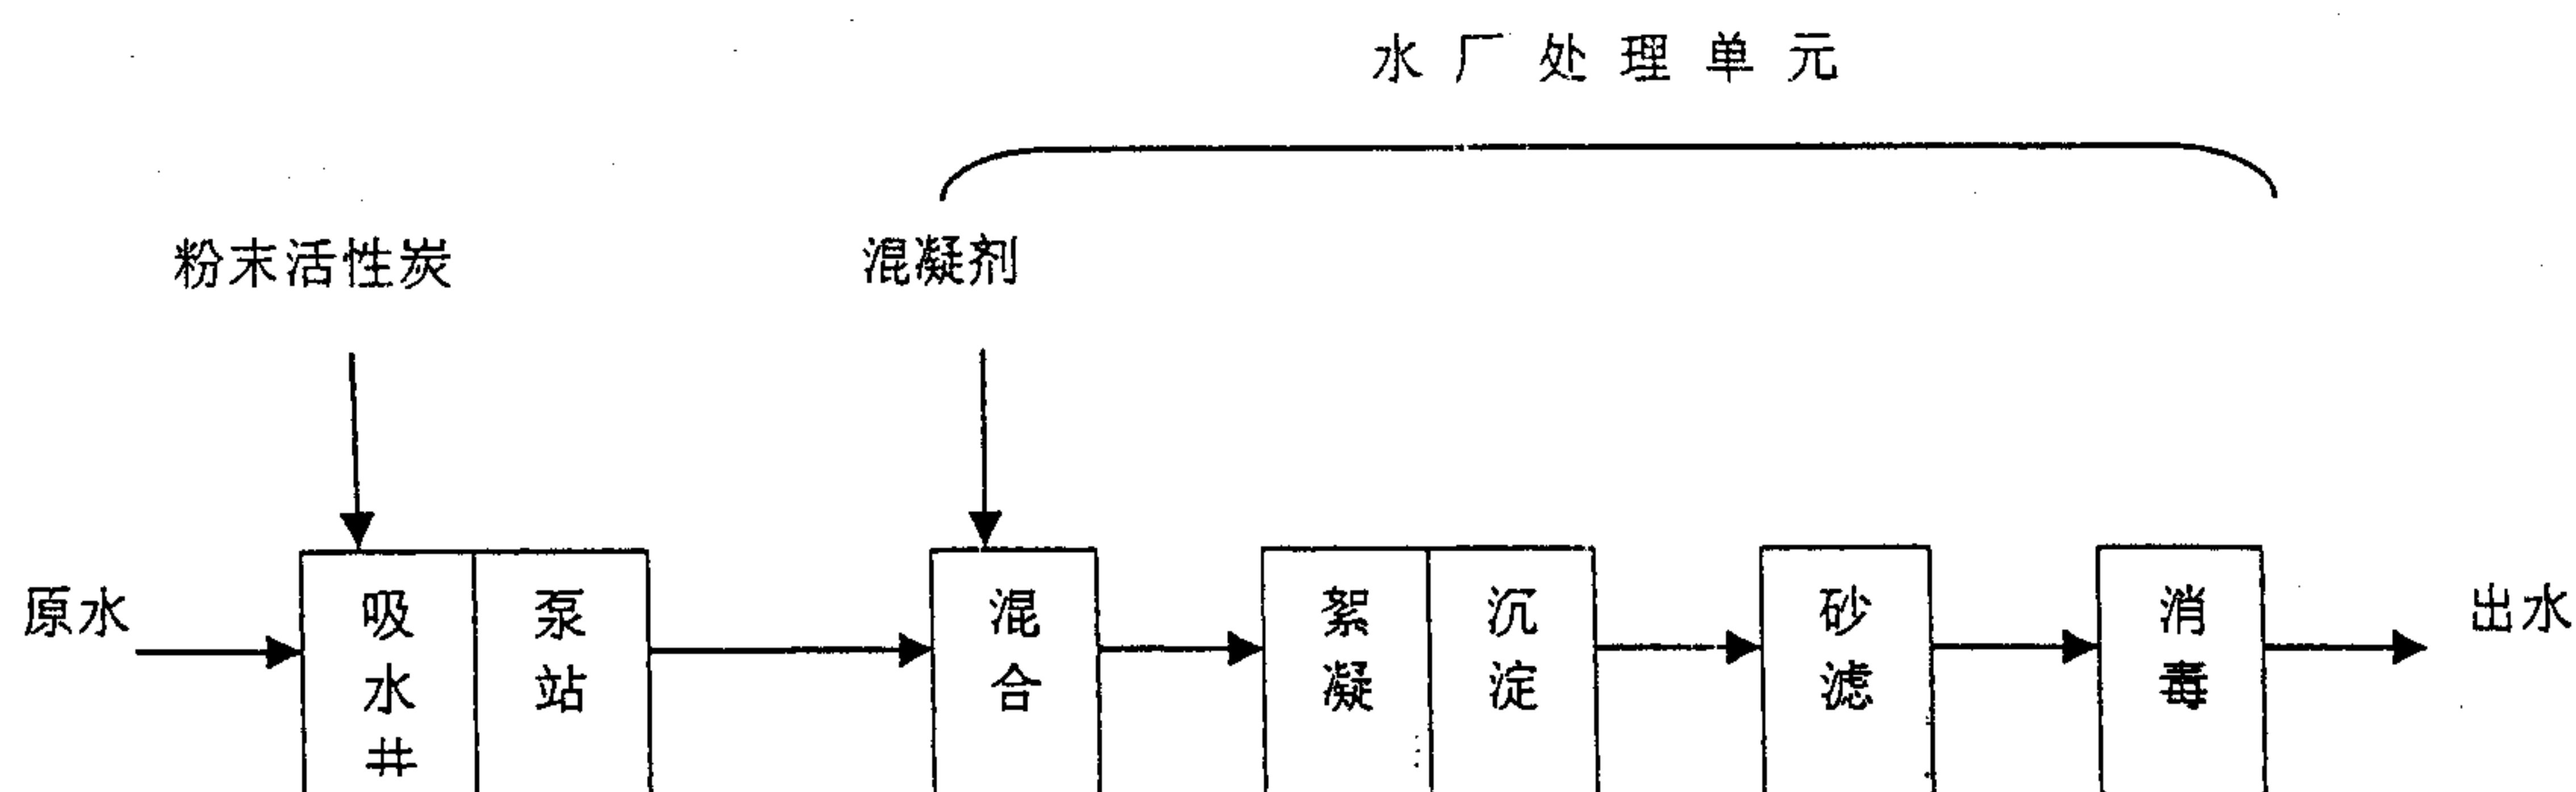 水厂处理单元
粉末活性炭
混凝剂
原水
吸水井
泵站
混合
絮凝
沉淀
砂滤
消毒
出水